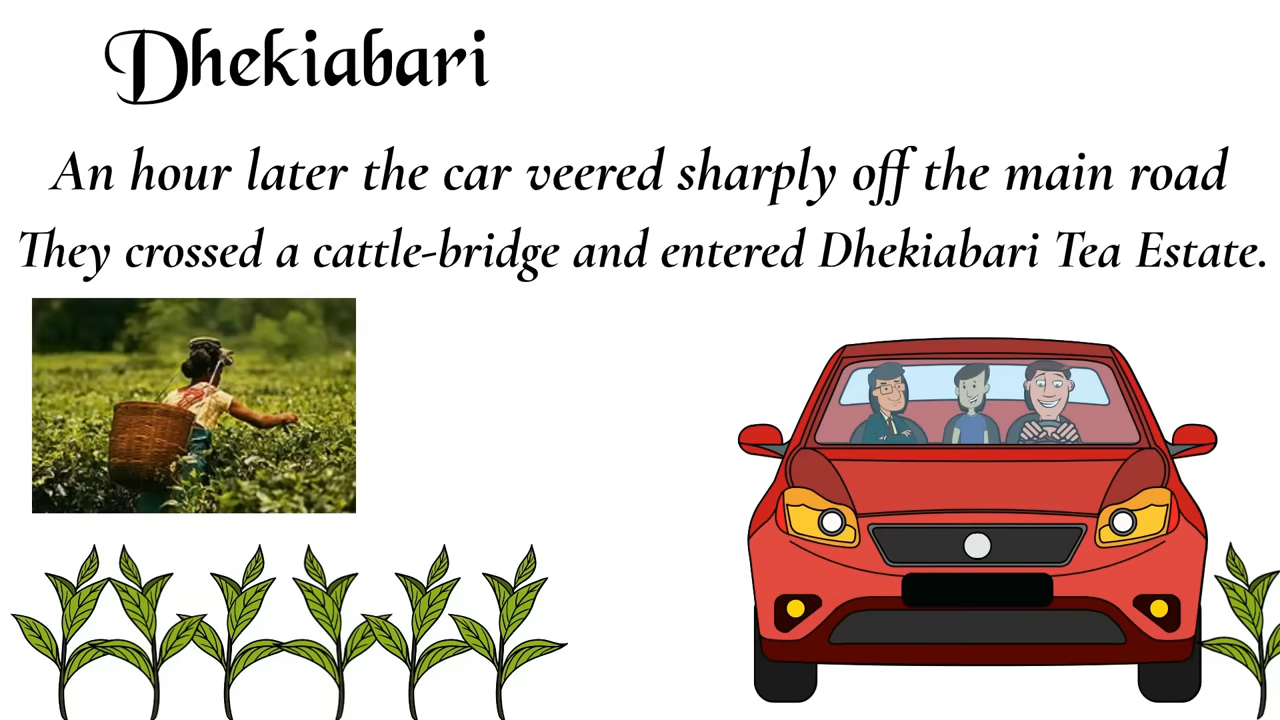 Dhekiabari
An hour later the car veered sharply off the main road
They crossed a cattle-bridge and entered Dhekiabari Tea Estate.